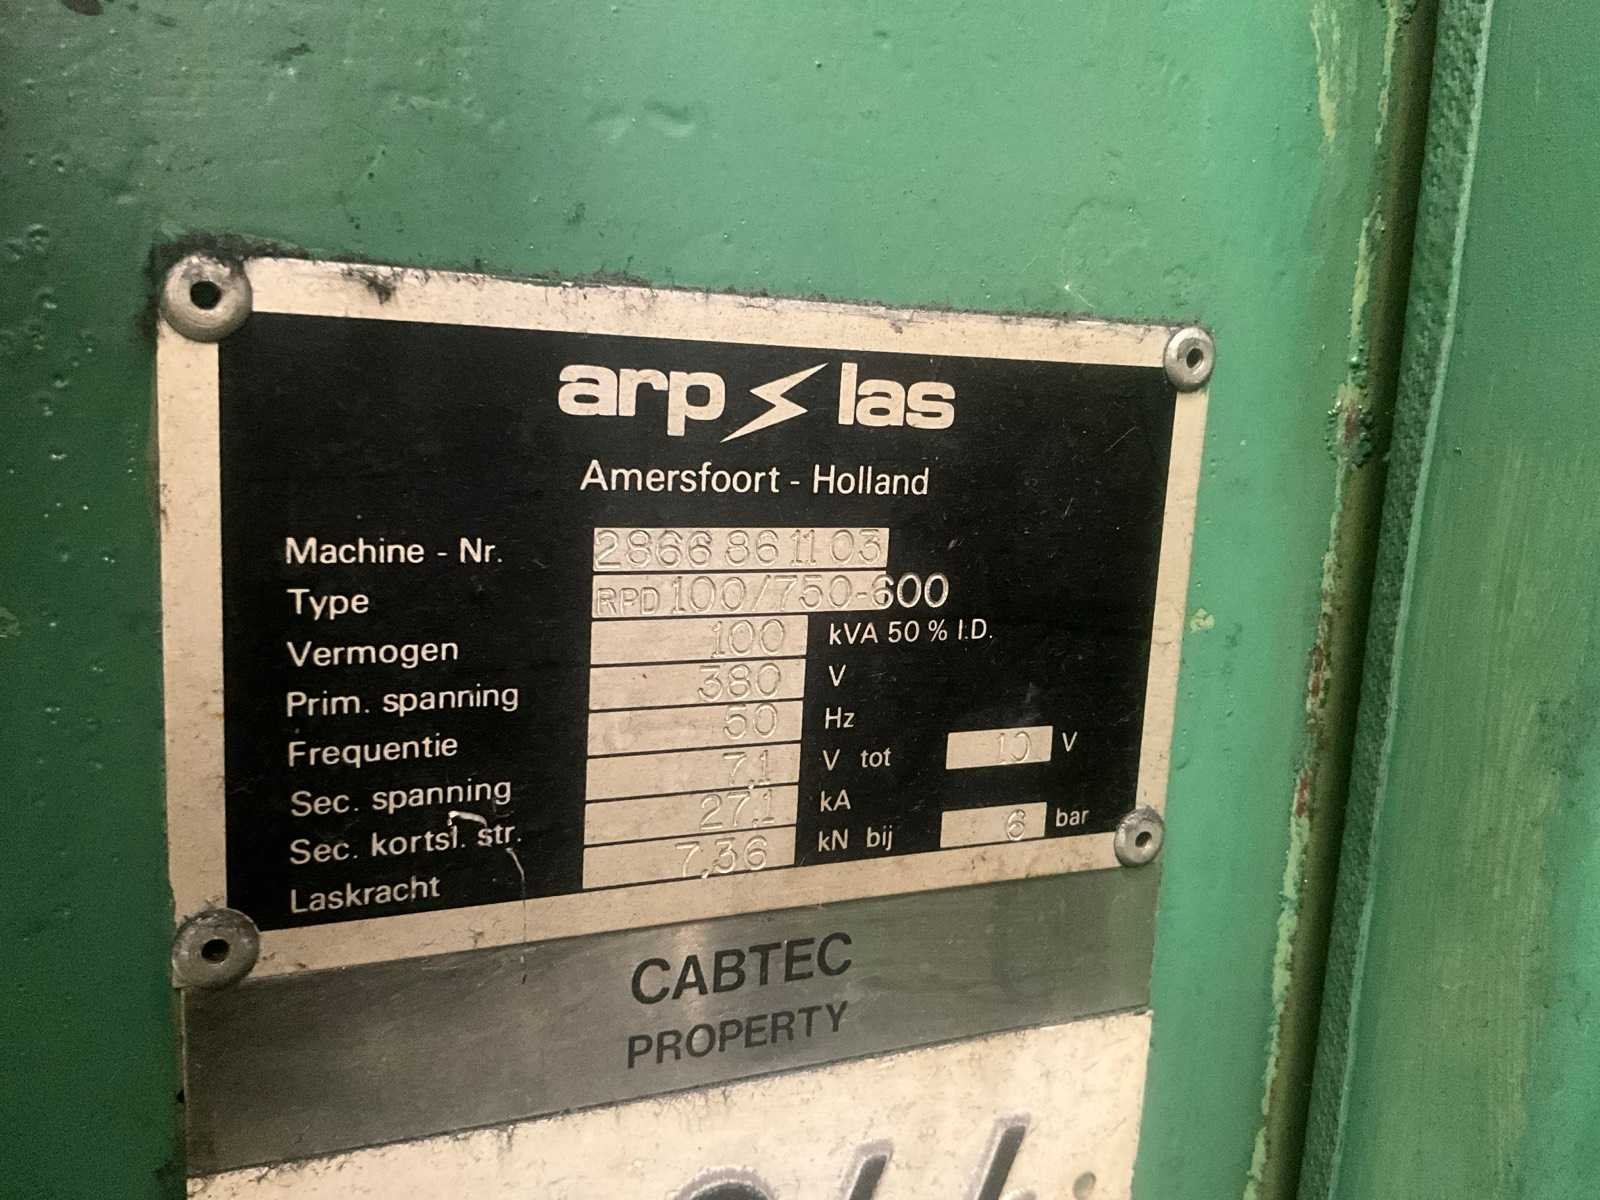 arp las
Amersfoort - Holland
Machine - Nr. 2866 86 11 03
Type RPD 100/750-600
Vermogen 100 kVA 50 % I.D.
Prim. spanning 380 V
Frequentie 50 Hz
Sec. spanning 7,1 V tot 10 V
Sec. kortsl. str. 27,1 kA
Laskracht 7,36 kN bij 6 bar
CABTEC
PROPERTY